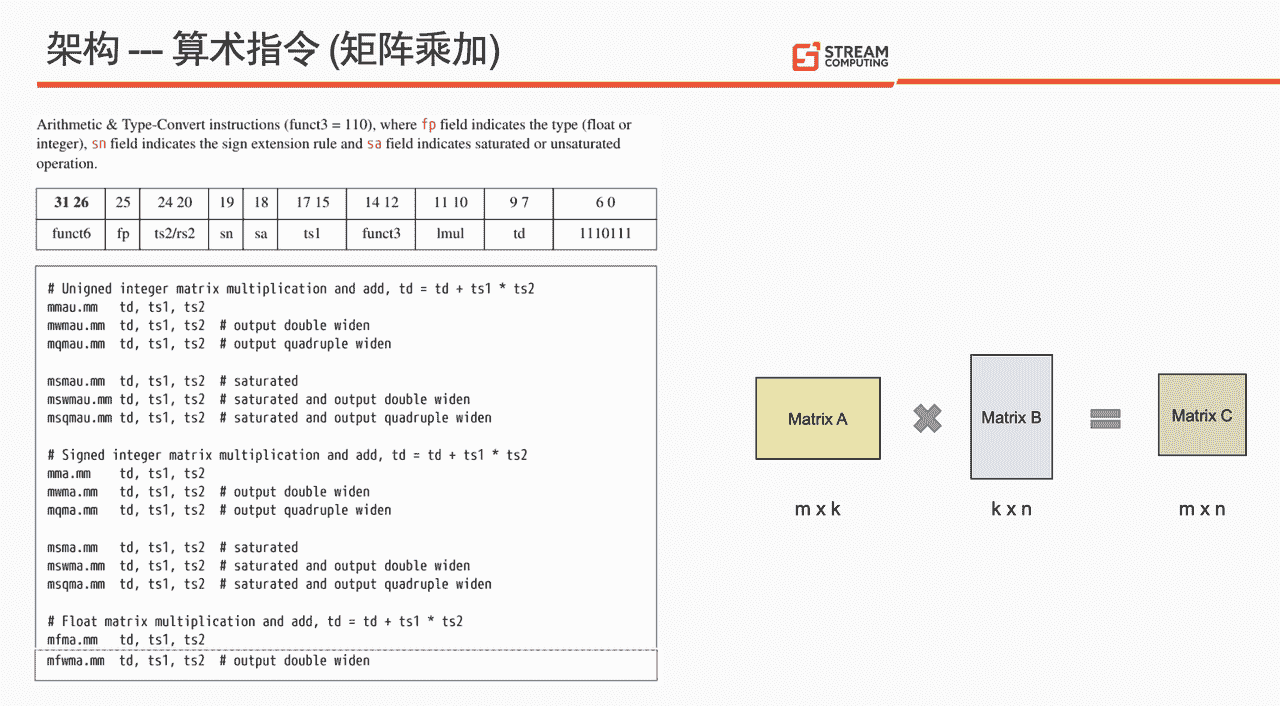 架构 --- 算术指令 (矩阵乘加)
STREAM
COMPUTING
Arithmetic & Type-Convert instructions (funct3 = 110), where fp field indicates the type (float or
integer), sn field indicates the sign extension rule and sa field indicates saturated or unsaturated
operation.
31 26 25 24 20 19 18 17 15 14 12 11 10 9 7 6 0
funct6 fp ts2/rs2 sn sa ts1 funct3 lmul td 1110111
# Unigned integer matrix multiplication and add, td = td + ts1 * ts2
mmau.mm td, ts1, ts2
mwmau.mm td, ts1, ts2 # output double widen
mqmau.mm td, ts1, ts2 # output quadruple widen
msmau.mm td, ts1, ts2 # saturated
mswmau.mm td, ts1, ts2 # saturated and output double widen
msqmau.mm td, ts1, ts2 # saturated and output quadruple widen
# Signed integer matrix multiplication and add, td = td + ts1 * ts2
mma.mm td, ts1, ts2
mwma.mm td, ts1, ts2 # output double widen
mqma.mm td, ts1, ts2 # output quadruple widen
msma.mm td, ts1, ts2 # saturated
mswma.mm td, ts1, ts2 # saturated and output double widen
msqma.mm td, ts1, ts2 # saturated and output quadruple widen
# Float matrix multiplication and add, td = td + ts1 * ts2
mfma.mm td, ts1, ts2
mfwma.mm td, ts1, ts2 # output double widen
Matrix A
Matrix B
Matrix C
m x k
k x n
m x n